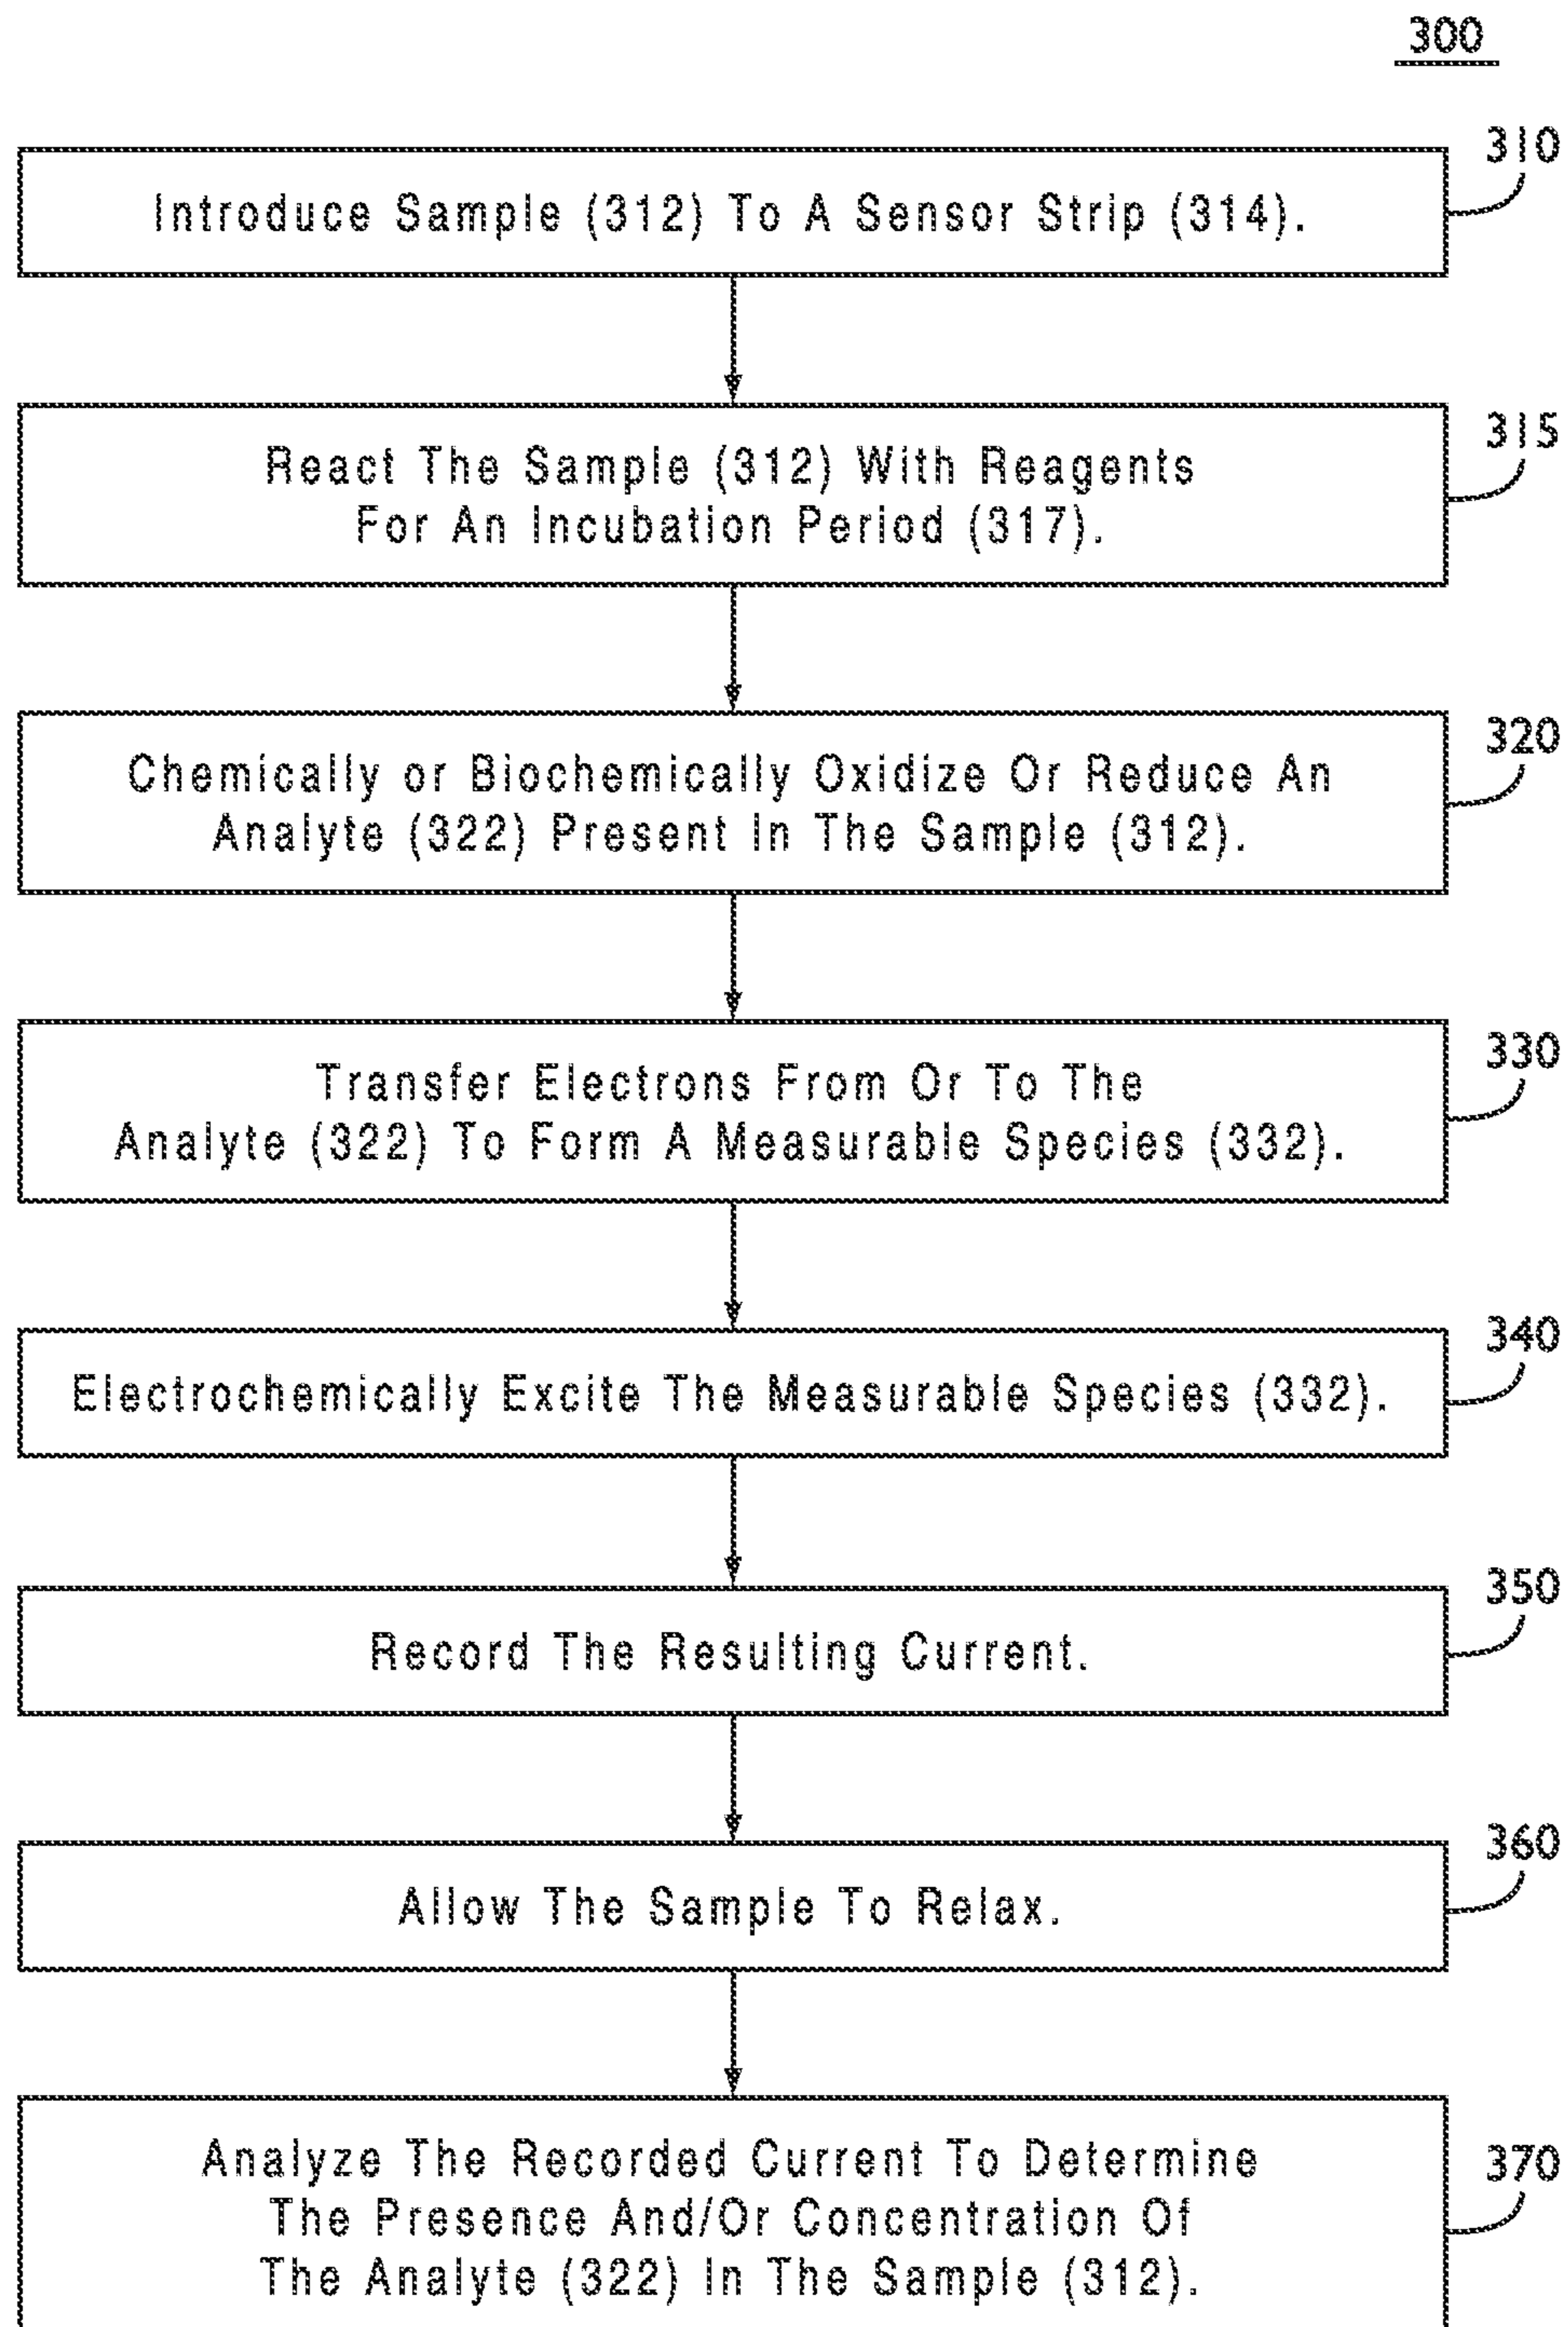 300
310
Introduce Sample (312) To A Sensor Strip (314).
315
React The Sample (312) With Reagents
For An Incubation Period (317).
320
Chemically or Biochemically Oxidize Or Reduce An
Analyte (322) Present In The Sample (312).
330
Transfer Electrons From Or To The
Analyte (322) To Form A Measurable Species (332).
340
Electrochemically Excite The Measurable Species (332).
350
Record The Resulting Current.
360
Allow The Sample To Relax.
370
Analyze The Recorded Current To Determine
The Presence And/Or Concentration Of
The Analyte (322) In The Sample (312).